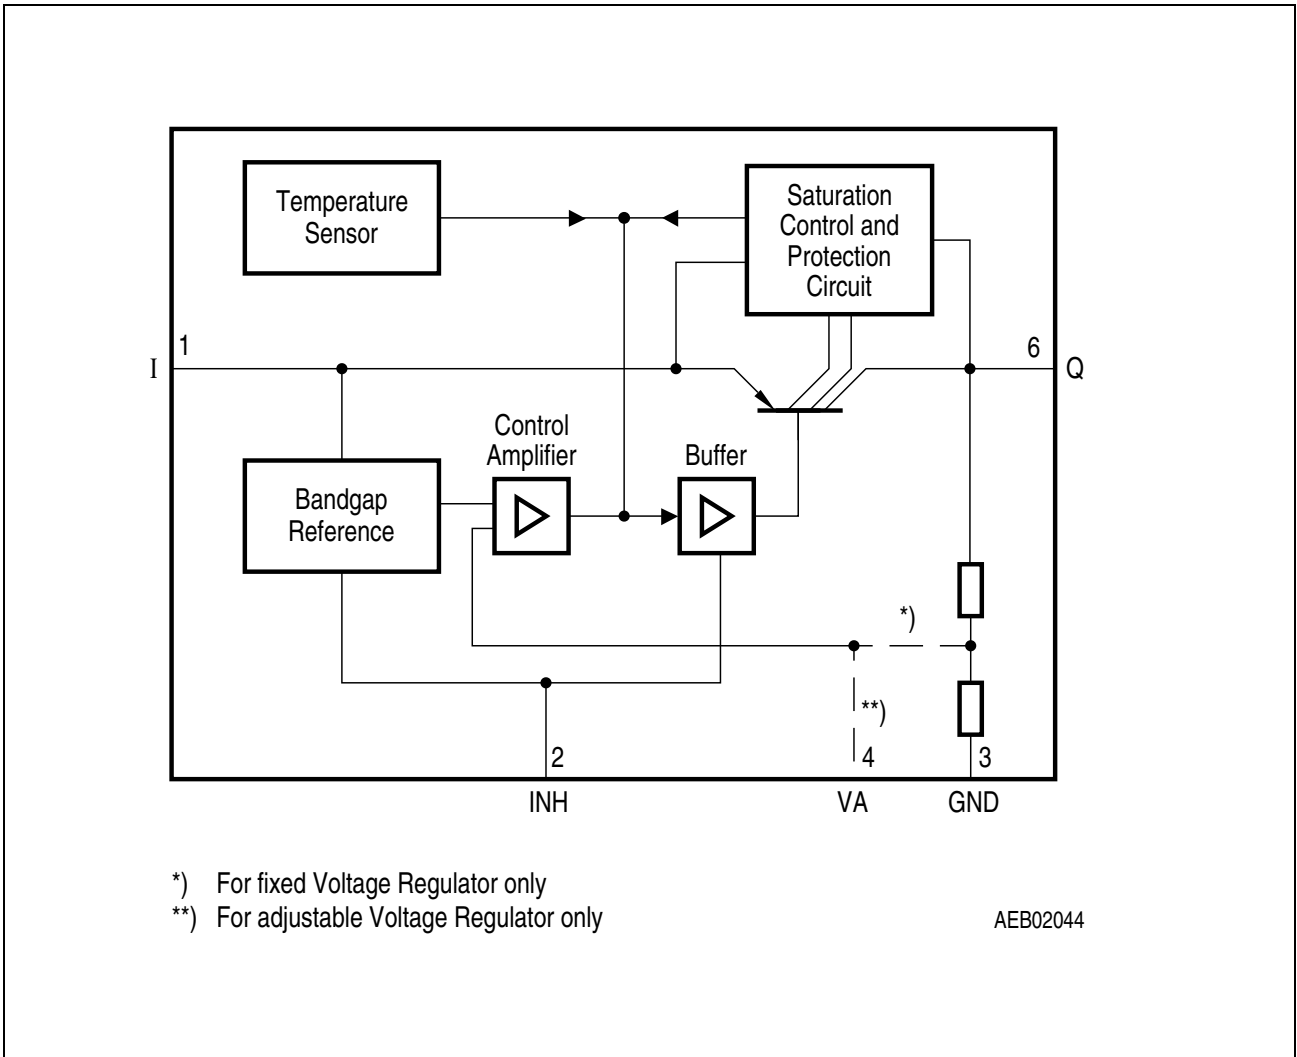 Temperature
Sensor
Saturation
Control and
Protection
Circuit
1
I
6
Q
Control
Amplifier
Buffer
Bandgap
Reference
*)
**)
2
4
3
INH
VA
GND
*) For fixed Voltage Regulator only
**) For adjustable Voltage Regulator only
AEB02044